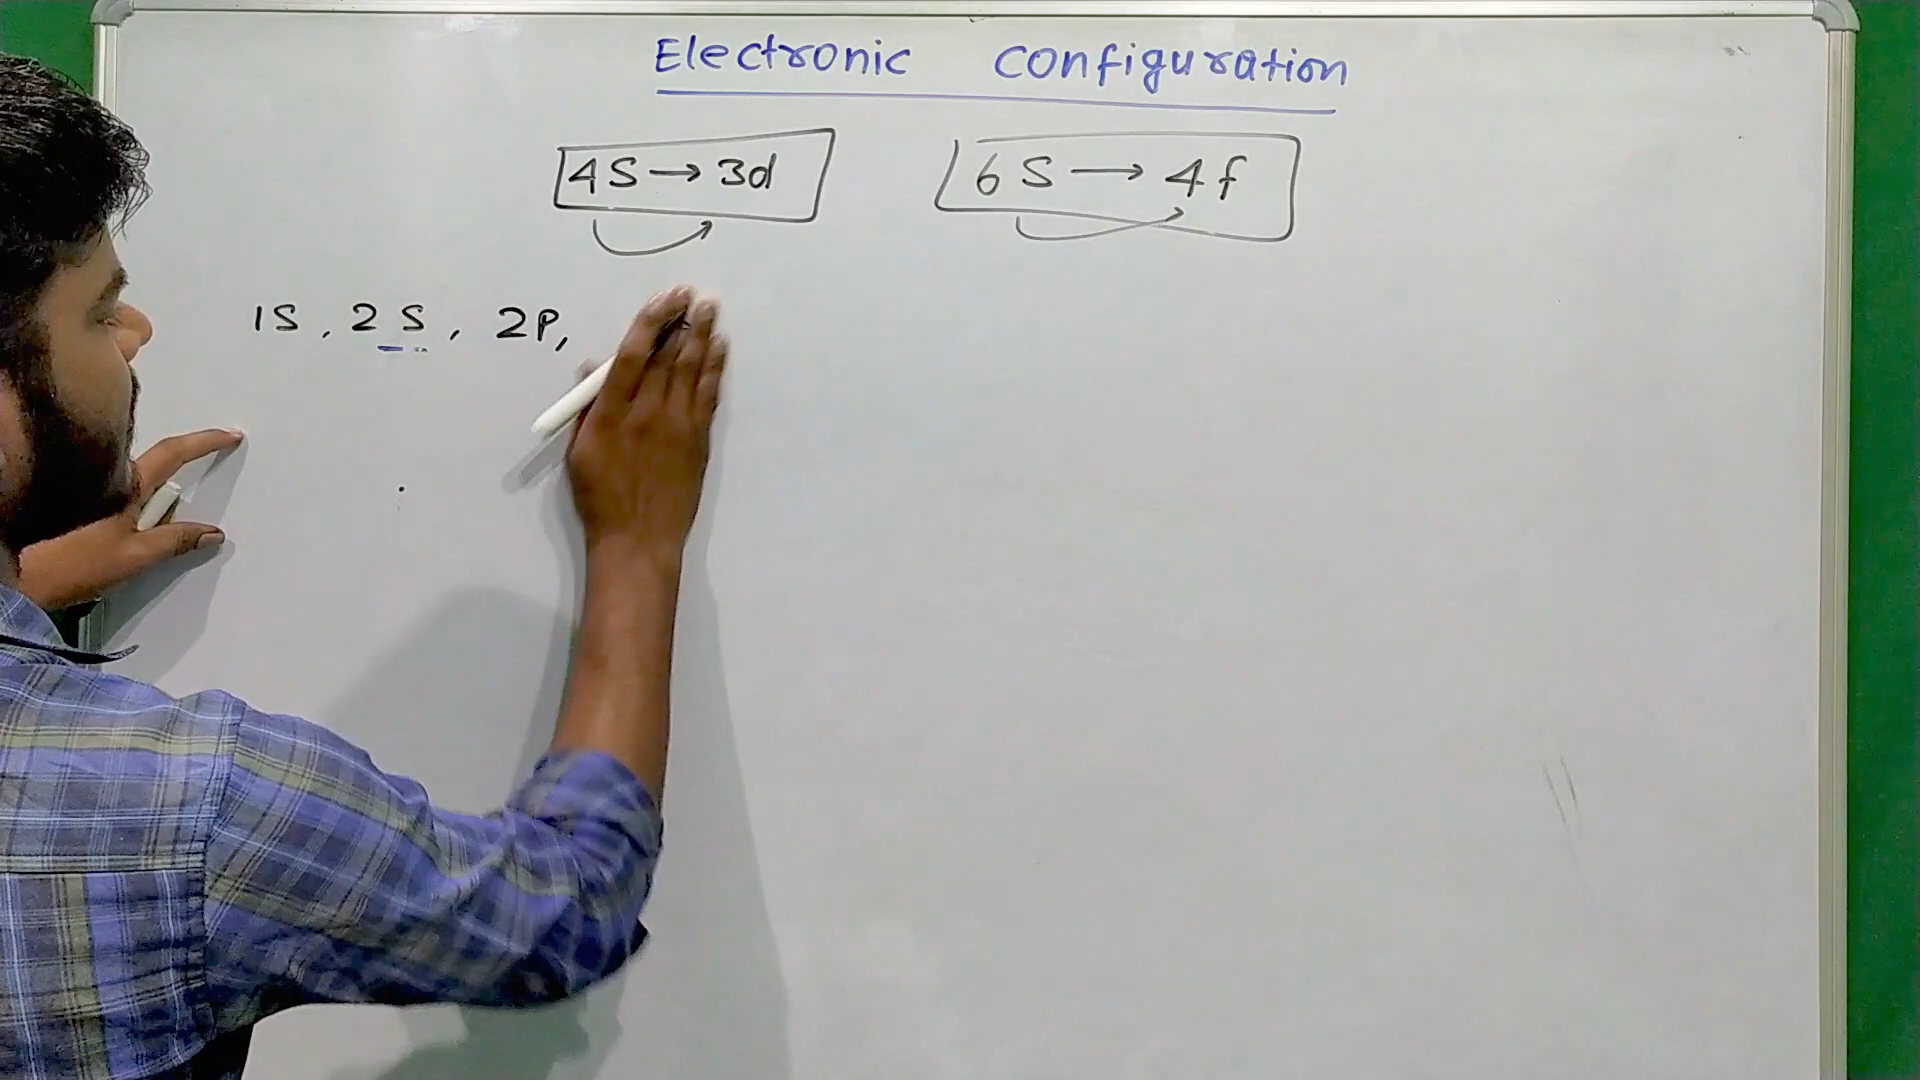 Electronic Configuration
4S → 3d 6S → 4f
1S, 2S, 2P,